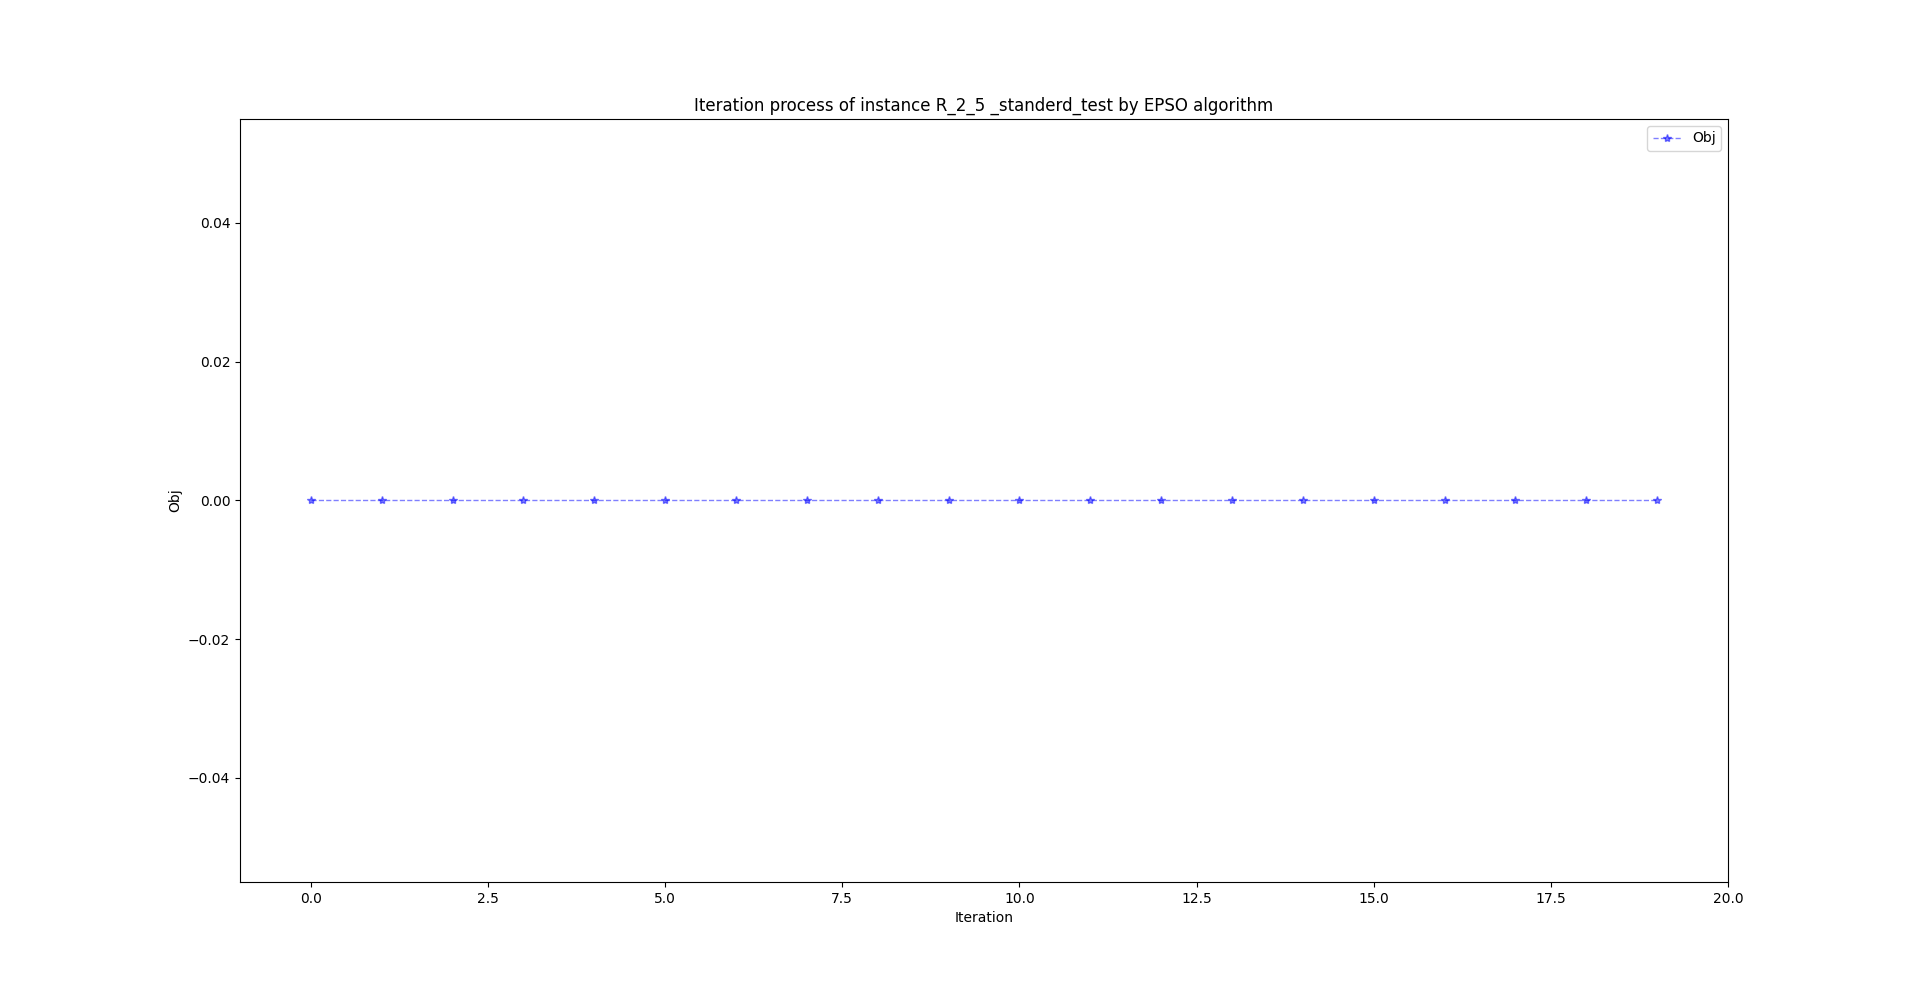 Iteration process of instance R_2_5 _standerd_test by EPSO algorithm
Obj
0.04
0.02
0.00
−0.02
−0.04
Obj
0.0 2.5 5.0 7.5 10.0 12.5 15.0 17.5 20.0
Iteration